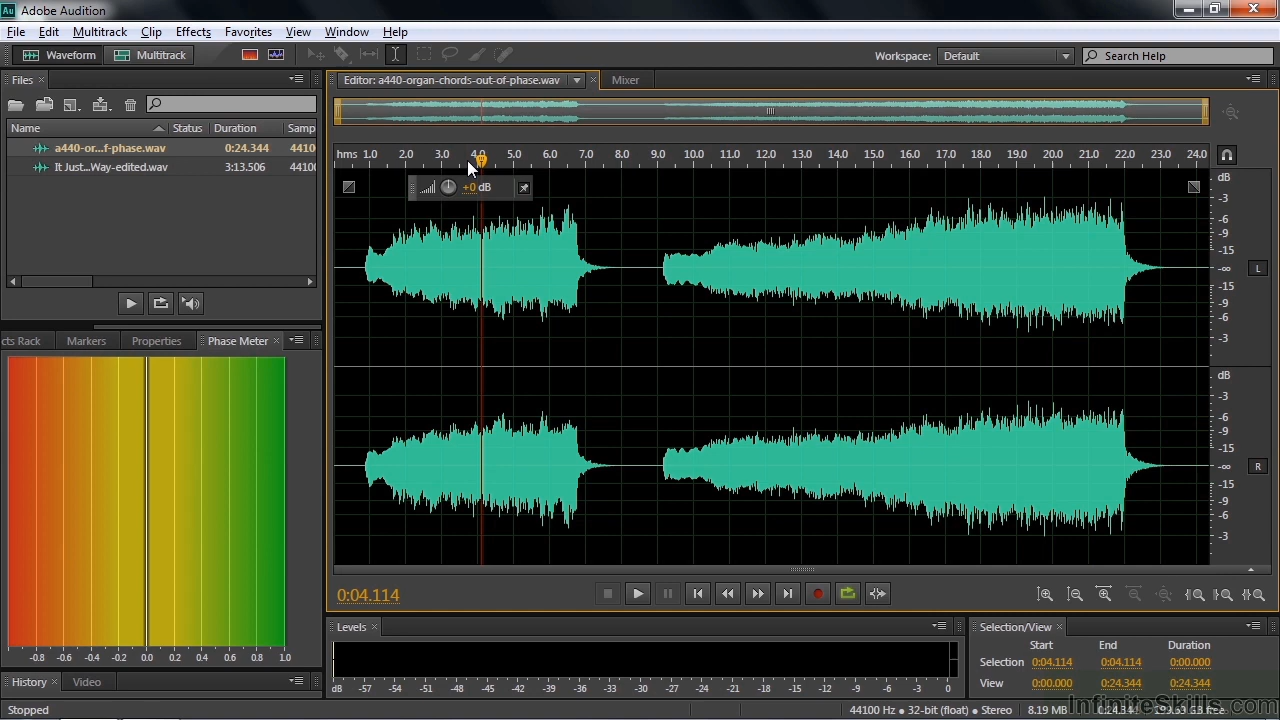 Au Adobe Audition
File Edit Multitrack Clip Effects Favorites View Window Help
Waveform Multitrack Workspace: Default Search Help
Files × Editor: a440-organ-chords-out-of-phase.wav × Mixer
Name Status Duration Samp
a440-or...f-phase.wav 0:24.344 44100
It Just...Way-edited.wav 3:13.506 44100
hms 1.0 2.0 3.0 4.0 5.0 6.0 7.0 8.0 9.0 10.0 11.0 12.0 13.0 14.0 15.0 16.0 17.0 18.0 19.0 20.0 21.0 22.0 23.0 24.0
+0 dB
dB
-3
-6
-9
-15
-∞ L
-15
-9
-6
-3
dB
-3
-6
-9
-15
-∞ R
-15
-9
-6
-3
cts Rack Markers Properties Phase Meter ×
-0.8 -0.6 -0.4 -0.2 0.0 0.2 0.4 0.6 0.8 1.0
0:04.114
History × Video
Levels ×
dB -57 -54 -51 -48 -45 -42 -39 -36 -33 -30 -27 -24 -21 -18 -15 -12 -9 -6 -3 0
Selection/View ×
Start End Duration
Selection 0:04.114 0:04.114 0:00.000
View 0:00.000 0:24.344 0:24.344
Stopped
44100 Hz ● 32-bit (float) ● Stereo 8.19 MB 0:24.344
InfiniteSkills.com